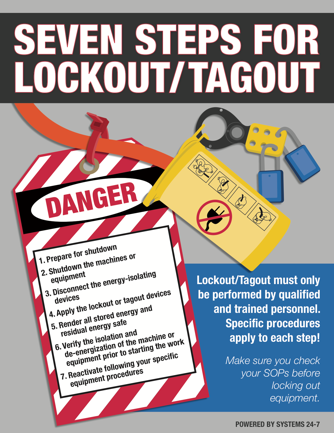 SEVEN STEPS FOR
LOCKOUT/TAGOUT
DANGER
1. Prepare for shutdown
2. Shutdown the machines or
equipment
3. Disconnect the energy-isolating
devices
4. Apply the lockout or tagout devices
5. Render all stored energy and
residual energy safe
6. Verify the isolation and
de-energization of the machine or
equipment prior to starting the work
7. Reactivate following your specific
equipment procedures
Lockout/Tagout must only
be performed by qualified
and trained personnel.
Specific procedures
apply to each step!
Make sure you check
your SOPs before
locking out
equipment.
POWERED BY SYSTEMS 24-7